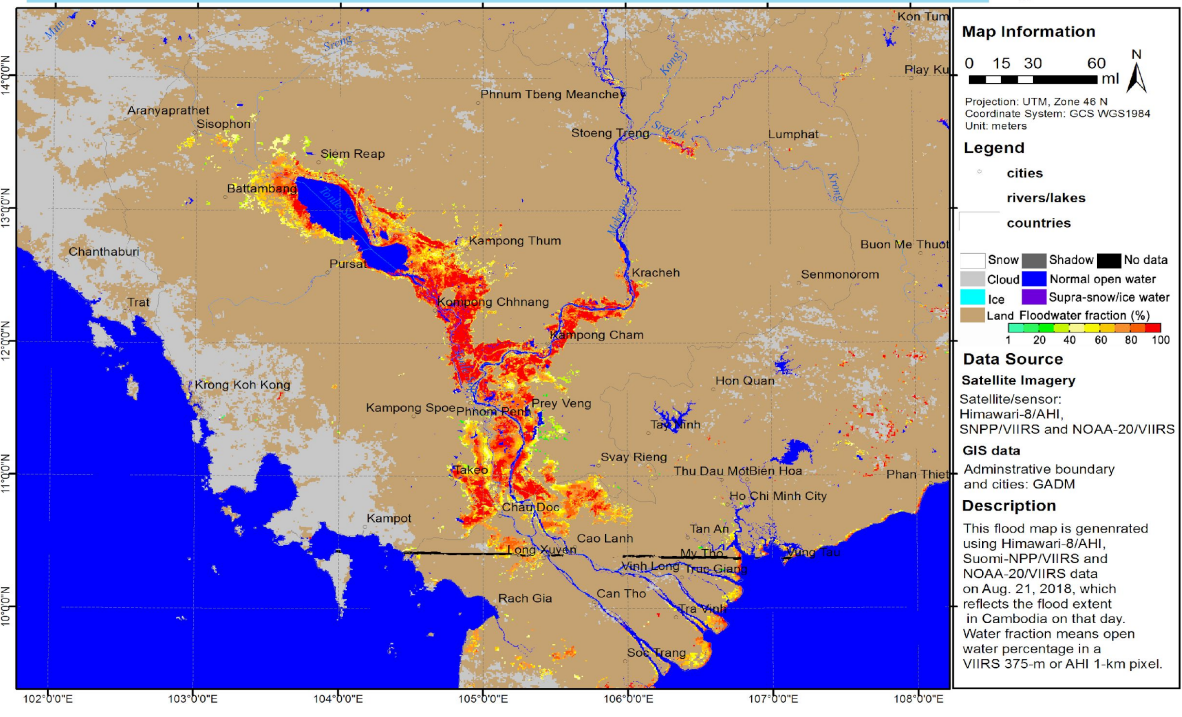 Kon Tum
Man
Sreng
Kong
14°0'0"N
Play Ku
Phnum Tbeng Meanchey
Aranyaprathet
Sisophon
Stoeng Treng
Srepok
Lumphat
Siem Reap
Krong
Battambang
Tonle Sap
13°0'0"N
Kampong Thum
Buon Me Thuot
Chanthaburi
Pursat
Kracheh
Senmonorom
Trat
Kompong Chhnang
12°0'0"N
Kampong Cham
Hon Quan
Krong Koh Kong
Kampong Spoe
Phnom Penh
Prey Veng
Tay Ninh
11°0'0"N
Takeo
Svay Rieng
Thu Dau Mot
Bien Hoa
Phan Thiet
Chau Doc
Ho Chi Minh City
Kampot
Tan An
Cao Lanh
Long Xuyen
My Tho
Vung Tau
Vinh Long
Truc Giang
10°0'0"N
Rach Gia
Can Tho
Tra Vinh
Soc Trang
102°0'0"E
103°0'0"E
104°0'0"E
105°0'0"E
106°0'0"E
107°0'0"E
108°0'0"E
Map Information
0 15 30 60
ml
N
Projection: UTM, Zone 46 N
Coordinate System: GCS WGS1984
Unit: meters
Legend
cities
rivers/lakes
countries
Snow Shadow No data
Cloud Normal open water
Ice Supra-snow/ice water
Land Floodwater fraction (%)
1 20 40 60 80 100
Data Source
Satellite Imagery
Satellite/sensor:
Himawari-8/AHI,
SNPP/VIIRS and NOAA-20/VIIRS
GIS data
Adminstrative boundary
and cities: GADM
Description
This flood map is genenrated
using Himawari-8/AHI,
Suomi-NPP/VIIRS and
NOAA-20/VIIRS data
on Aug. 21, 2018, which
reflects the flood extent
in Cambodia on that day.
Water fraction means open
water percentage in a
VIIRS 375-m or AHI 1-km pixel.